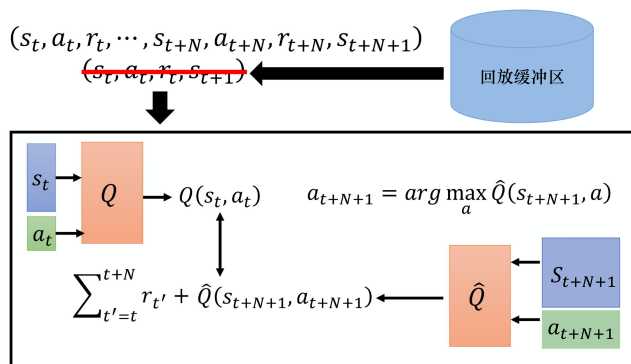 (s_t, a_t, r_t, ⋯, s_{t+N}, a_{t+N}, r_{t+N}, s_{t+N+1})
(s_t, a_t, r_t, s_{t+1})
回放缓冲区
s_t
Q
Q(s_t, a_t)
a_{t+N+1} = arg max_a Q̂(s_{t+N+1}, a)
a_t
∑_{t'=t}^{t+N} r_{t'} + Q̂(s_{t+N+1}, a_{t+N+1})
Q̂
S_{t+N+1}
a_{t+N+1}